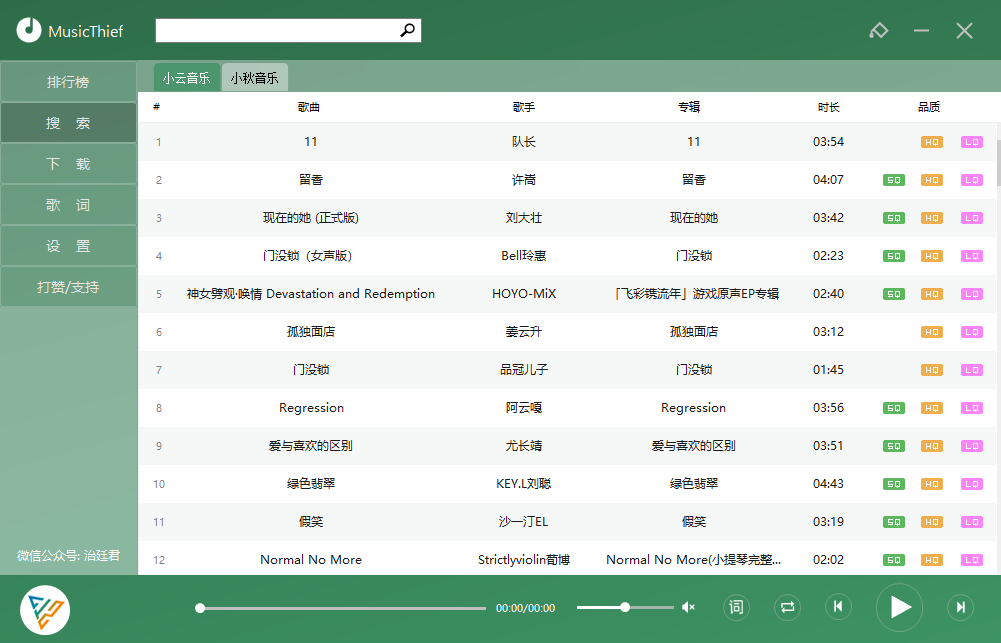 MusicThief
排行榜
搜 索
下 载
歌 词
设 置
打赏/支持
微信公众号: 治廷君
小云音乐 小秋音乐
# 歌曲 歌手 专辑 时长 品质
1 11 队长 11 03:54 HQ LQ
2 留香 许嵩 留香 04:07 SQ HQ LQ
3 现在的她 (正式版) 刘大壮 现在的她 03:42 SQ HQ LQ
4 门没锁（女声版） Bell玲惠 门没锁 02:23 SQ HQ LQ
5 神女劈观·唤情 Devastation and Redemption HOYO-MiX 「飞彩镌流年」游戏原声EP专辑 02:40 SQ HQ LQ
6 孤独面店 姜云升 孤独面店 03:12 HQ LQ
7 门没锁 品冠儿子 门没锁 01:45 HQ LQ
8 Regression 阿云嘎 Regression 03:56 SQ HQ LQ
9 爱与喜欢的区别 尤长靖 爱与喜欢的区别 03:51 SQ HQ LQ
10 绿色翡翠 KEY.L刘聪 绿色翡翠 04:43 SQ HQ LQ
11 假笑 沙一汀EL 假笑 03:19 SQ HQ LQ
12 Normal No More Strictlyviolin荀博 Normal No More(小提琴完整... 02:02 SQ HQ LQ
00:00/00:00 词